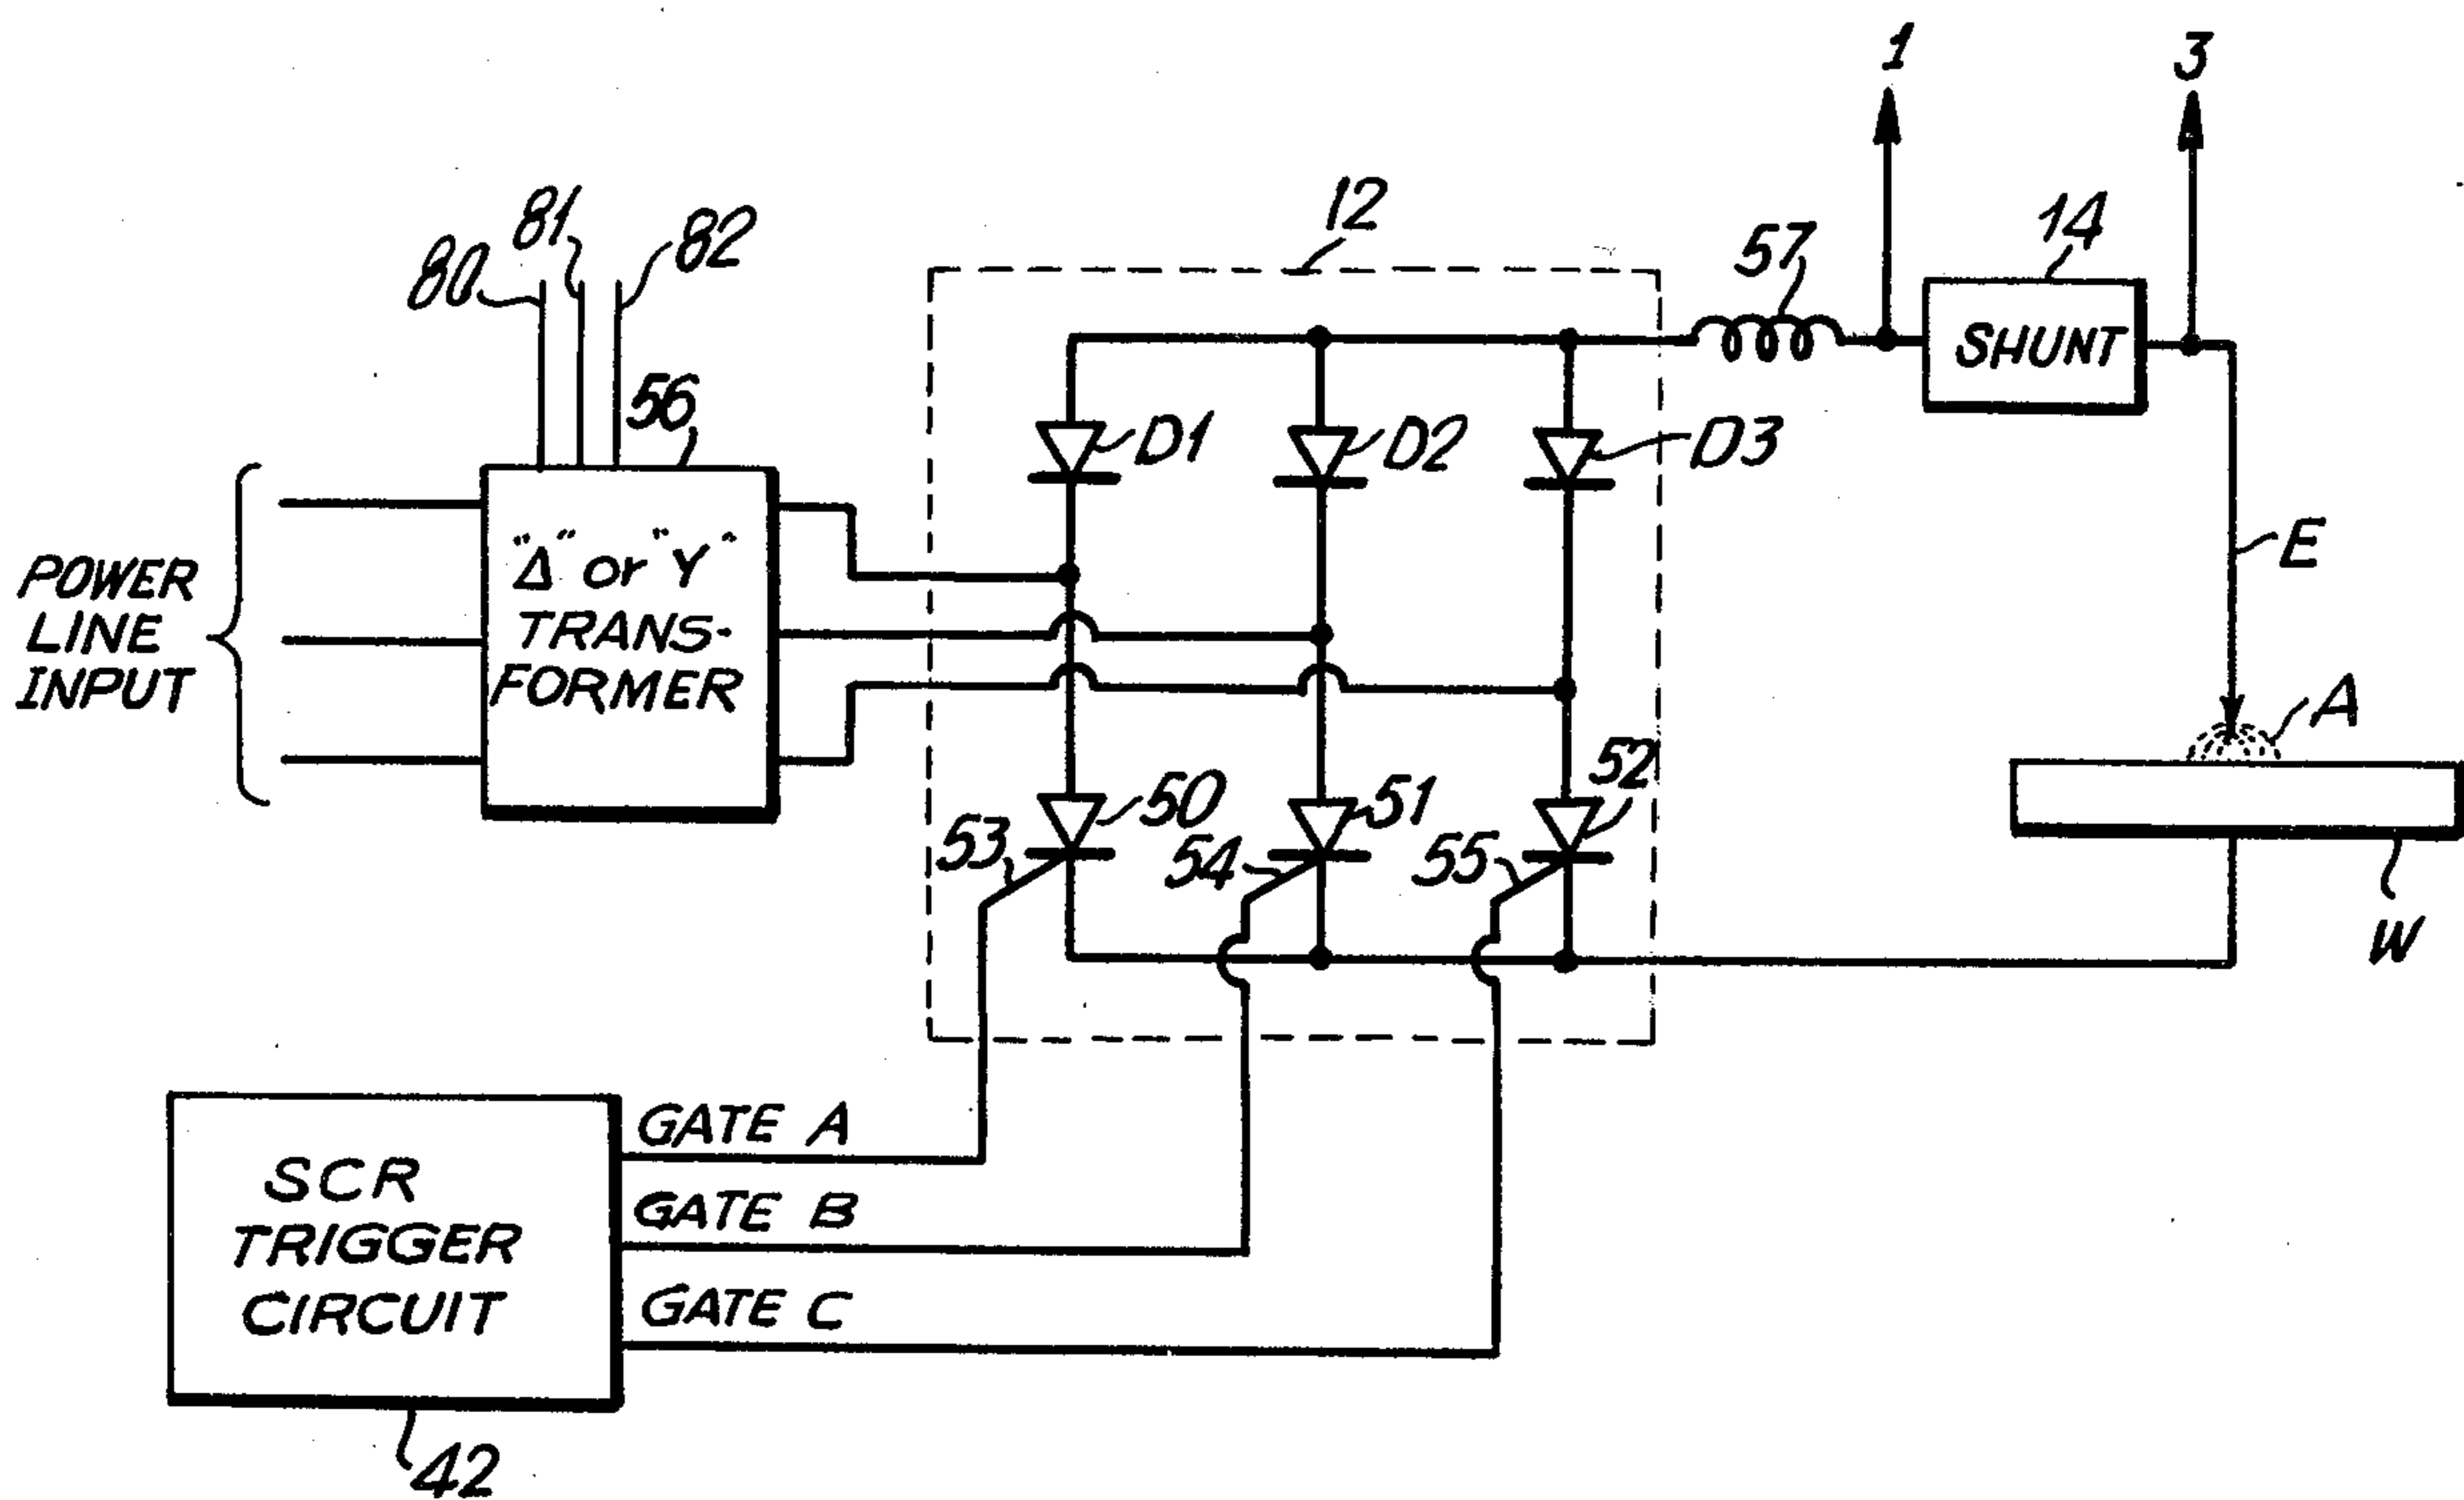 1
3
12
14
57
80
81
82
56
SHUNT
D1
D2
D3
E
POWER
LINE
INPUT
"Δ" or "Y"
TRANS-
FORMER
A
50
51
52
53
54
55
W
GATE A
GATE B
GATE C
SCR
TRIGGER
CIRCUIT
42